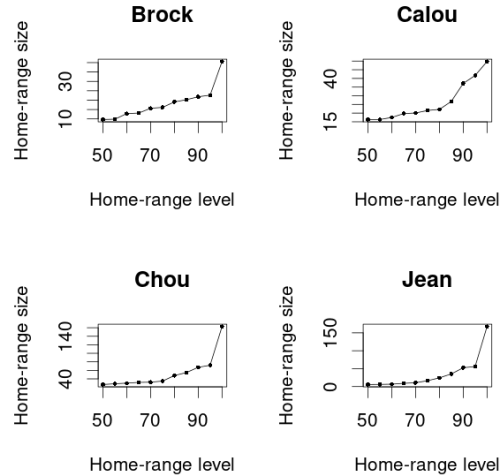 Brock
Home-range size
10 30
50 70 90
Home-range level
Calou
Home-range size
15 40
50 70 90
Home-range level
Chou
Home-range size
40 140
50 70 90
Home-range level
Jean
Home-range size
0 150
50 70 90
Home-range level